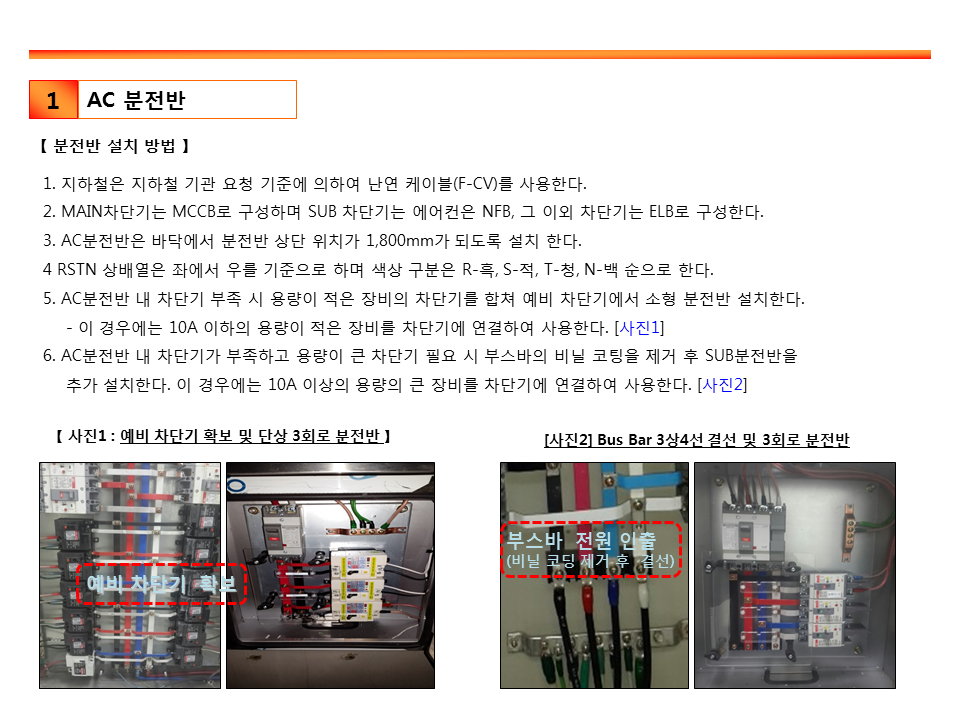 1
AC 분전반
【 분전반 설치 방법 】
1. 지하철은 지하철 기관 요청 기준에 의하여 난연 케이블(F-CV)를 사용한다.
2. MAIN차단기는 MCCB로 구성하며 SUB 차단기는 에어컨은 NFB, 그 이외 차단기는 ELB로 구성한다.
3. AC분전반은 바닥에서 분전반 상단 위치가 1,800mm가 되도록 설치 한다.
4 RSTN 상배열은 좌에서 우를 기준으로 하며 색상 구분은 R-흑, S-적, T-청, N-백 순으로 한다.
5. AC분전반 내 차단기 부족 시 용량이 적은 장비의 차단기를 합쳐 예비 차단기에서 소형 분전반 설치한다.
- 이 경우에는 10A 이하의 용량이 적은 장비를 차단기에 연결하여 사용한다. [사진1]
6. AC분전반 내 차단기가 부족하고 용량이 큰 차단기 필요 시 부스바의 비닐 코팅을 제거 후 SUB분전반을
추가 설치한다. 이 경우에는 10A 이상의 용량의 큰 장비를 차단기에 연결하여 사용한다. [사진2]
【 사진1 : 예비 차단기 확보 및 단상 3회로 분전반 】
[사진2] Bus Bar 3상4선 결선 및 3회로 분전반
예비 차단기 확보
부스바 전원 인출
(비닐 코딩 제거 후 결선)